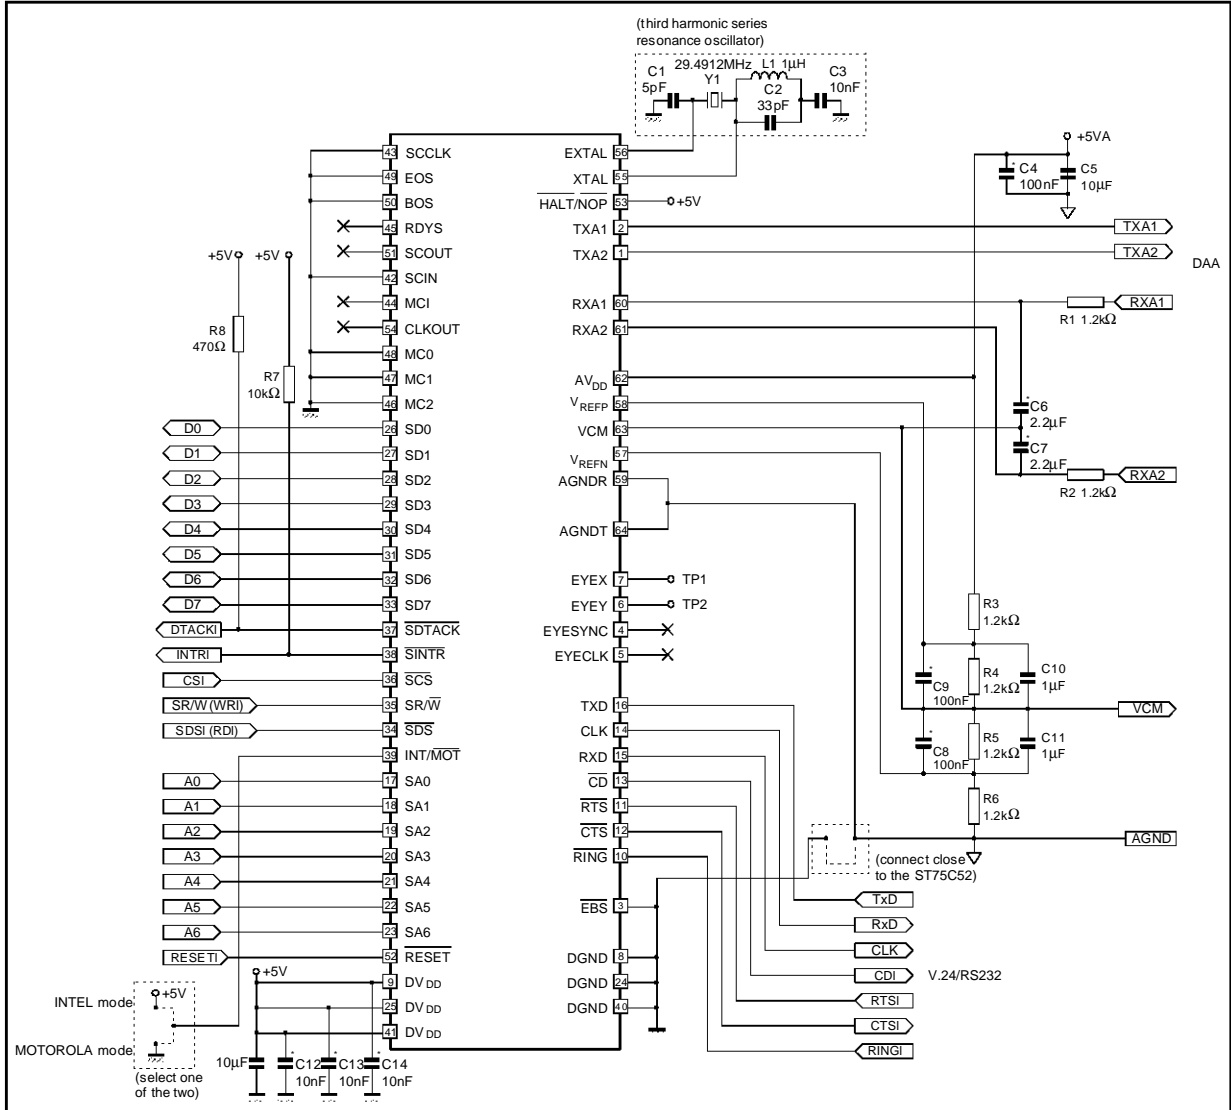 (third harmonic series
resonance oscillator)
29.4912MHz
L1 1µH
C1
5pF
Y1
C2
33pF
C3
10nF
+5VA
C4
100nF
C5
10µF
43 SCCLK
49 EOS
50 BOS
45 RDYS
51 SCOUT
42 SCIN
44 MCI
54 CLKOUT
48 MC0
47 MC1
46 MC2
+5V
+5V
R8
470Ω
R7
10kΩ
D0 26 SD0
D1 27 SD1
D2 28 SD2
D3 29 SD3
D4 30 SD4
D5 31 SD5
D6 32 SD6
D7 33 SD7
DTACK\ 37 SDTACK
INTR\ 38 SINTR
CS\ 36 SCS
SR/W (WR\) 35 SR/W
SDS\ (RD\) 34 SDS
39 INT/MOT
A0 17 SA0
A1 18 SA1
A2 19 SA2
A3 20 SA3
A4 21 SA4
A5 22 SA5
A6 23 SA6
RESET\ 52 RESET
+5V
9 DVDD
25 DVDD
41 DVDD
INTEL mode
+5V
MOTOROLA mode
(select one
of the two)
10µF
C12
10nF
C13
10nF
C14
10nF
EXTAL 56
XTAL 55
HALT/NOP 53 +5V
TXA1 2 TXA1
TXA2 1 TXA2
DAA
RXA1 60
R1 1.2kΩ
RXA1
RXA2 61
AVDD 62
VREFP 58
VCM 63
VREFN 57
AGNDR 59
AGNDT 64
C6
2.2µF
C7
2.2µF
R2 1.2kΩ
RXA2
EYEX 7 TP1
EYEY 6 TP2
EYESYNC 4
EYECLK 5
R3
1.2kΩ
C9
100nF
R4
1.2kΩ
C10
1µF
VCM
C8
100nF
R5
1.2kΩ
C11
1µF
R6
1.2kΩ
AGND
(connect close
to the ST75C52)
TXD 16
CLK 14
RXD 15
CD 13
RTS 11
CTS 12
RING 10
EBS 3
DGND 8
DGND 24
DGND 40
TxD
RxD
CLK
CD\
V.24/RS232
RTS\
CTS\
RING\